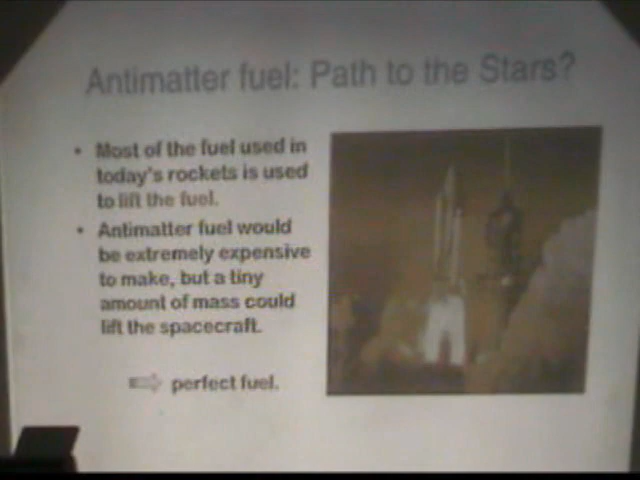 Antimatter fuel: Path to the Stars?
• Most of the fuel used in
today's rockets is used
to lift the fuel.
• Antimatter fuel would
be extremely expensive
to make, but a tiny
amount of mass could
lift the spacecraft.
perfect fuel.